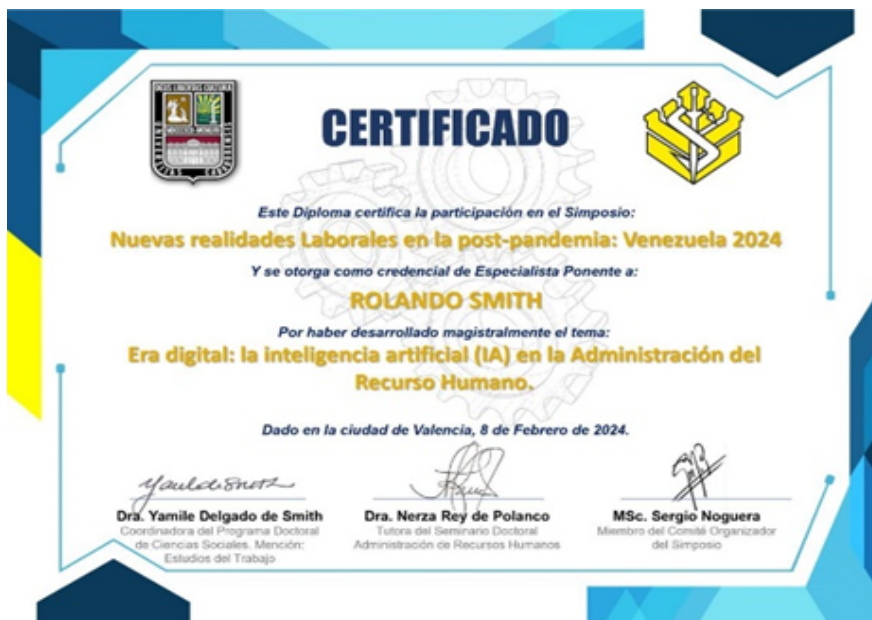 CERTIFICADO
Este Diploma certifica la participación en el Simposio:
Nuevas realidades Laborales en la post-pandemia: Venezuela 2024
Y se otorga como credencial de Especialista Ponente a:
ROLANDO SMITH
Por haber desarrollado magistralmente el tema:
Era digital: la inteligencia artificial (IA) en la Administración del
Recurso Humano.
Dado en la ciudad de Valencia, 8 de Febrero de 2024.
Dra. Yamile Delgado de Smith
Coordinadora del Programa Doctoral
de Ciencias Sociales. Mención:
Estudios del Trabajo
Dra. Nerza Rey de Polanco
Tutora del Seminario Doctoral
Administración de Recursos Humanos
MSc. Sergio Noguera
Miembro del Comité Organizador
del Simposio